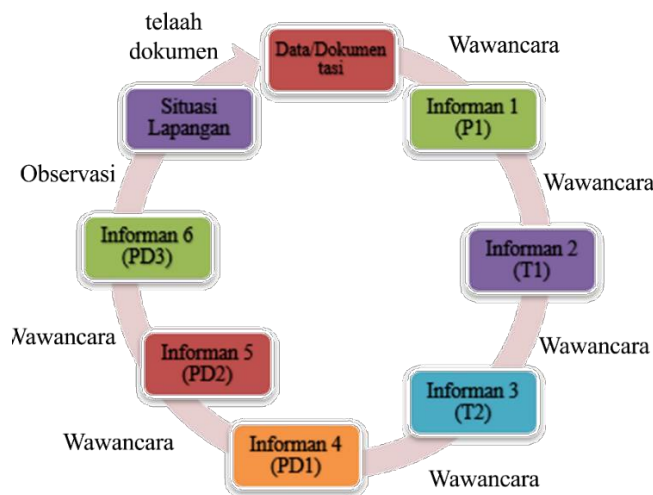 telaah
dokumen
Data/Dokumen
tasi
Wawancara
Informan 1
(P1)
Wawancara
Informan 2
(T1)
Wawancara
Informan 3
(T2)
Wawancara
Informan 4
(PD1)
Wawancara
Informan 5
(PD2)
Wawancara
Informan 6
(PD3)
Observasi
Situasi
Lapangan